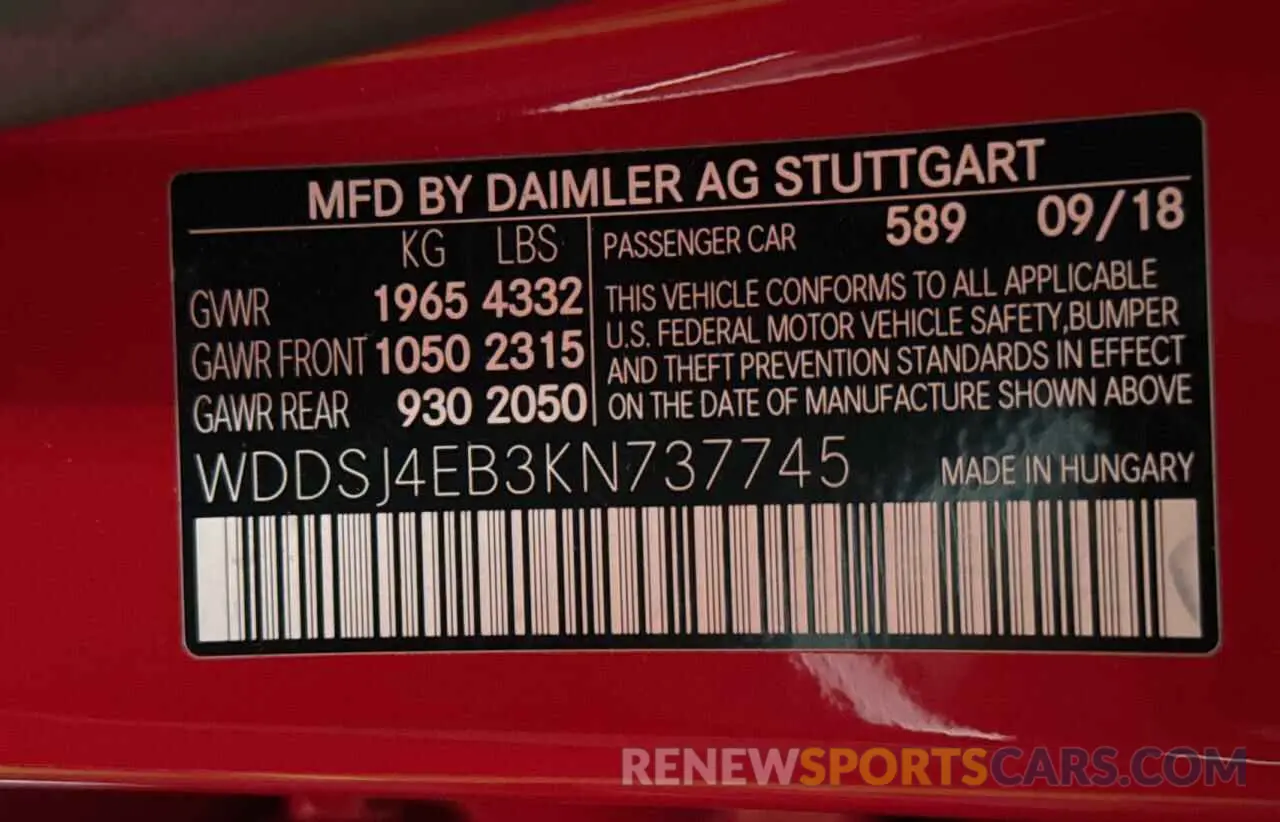 MFD BY DAIMLER AG STUTTGART
KG LBS
GVWR 1965 4332
GAWR FRONT 1050 2315
GAWR REAR 930 2050
PASSENGER CAR 589 09/18
THIS VEHICLE CONFORMS TO ALL APPLICABLE
U.S. FEDERAL MOTOR VEHICLE SAFETY,BUMPER
AND THEFT PREVENTION STANDARDS IN EFFECT
ON THE DATE OF MANUFACTURE SHOWN ABOVE
WDDSJ4EB3KN737745 MADE IN HUNGARY
RENEWSPORTSCARS.COM